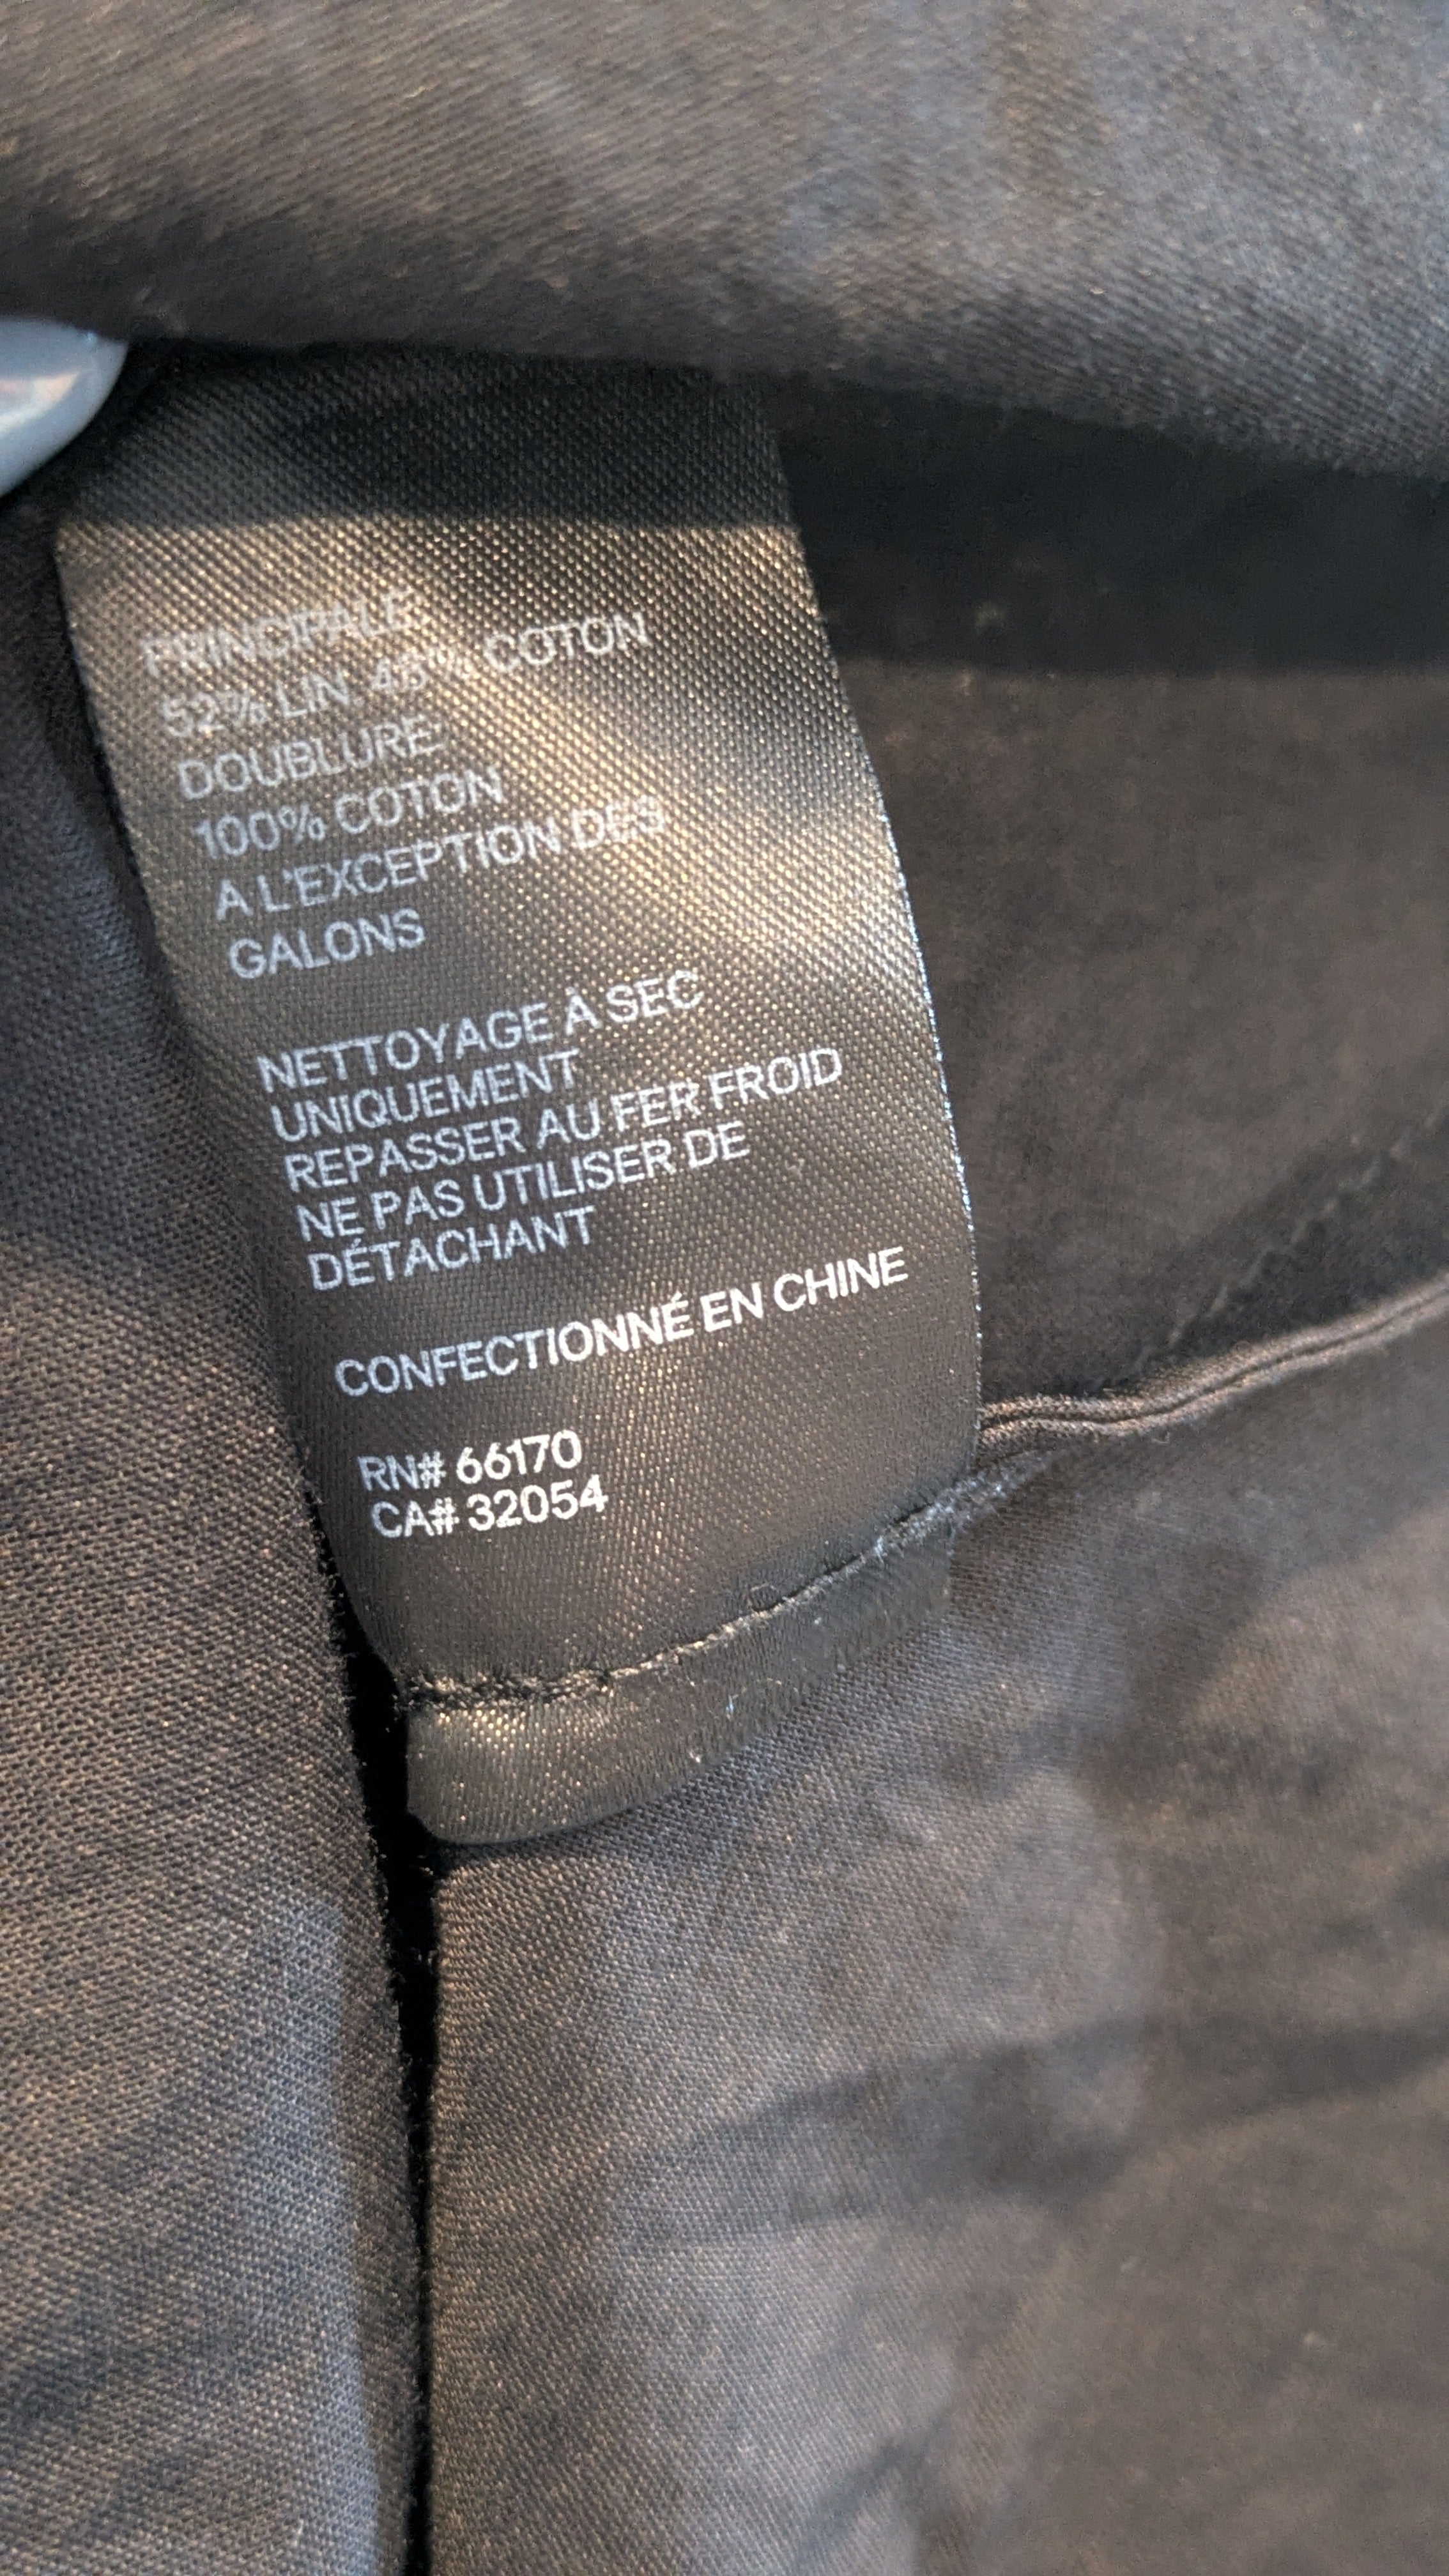 PRINCIPALE:
52% LIN, 48% COTON
DOUBLURE:
100% COTON
A L'EXCEPTION DES
GALONS
NETTOYAGE À SEC
UNIQUEMENT
REPASSER AU FER FROID
NE PAS UTILISER DE
DÉTACHANT
CONFECTIONNÉ EN CHINE
RN# 66170
CA# 32054